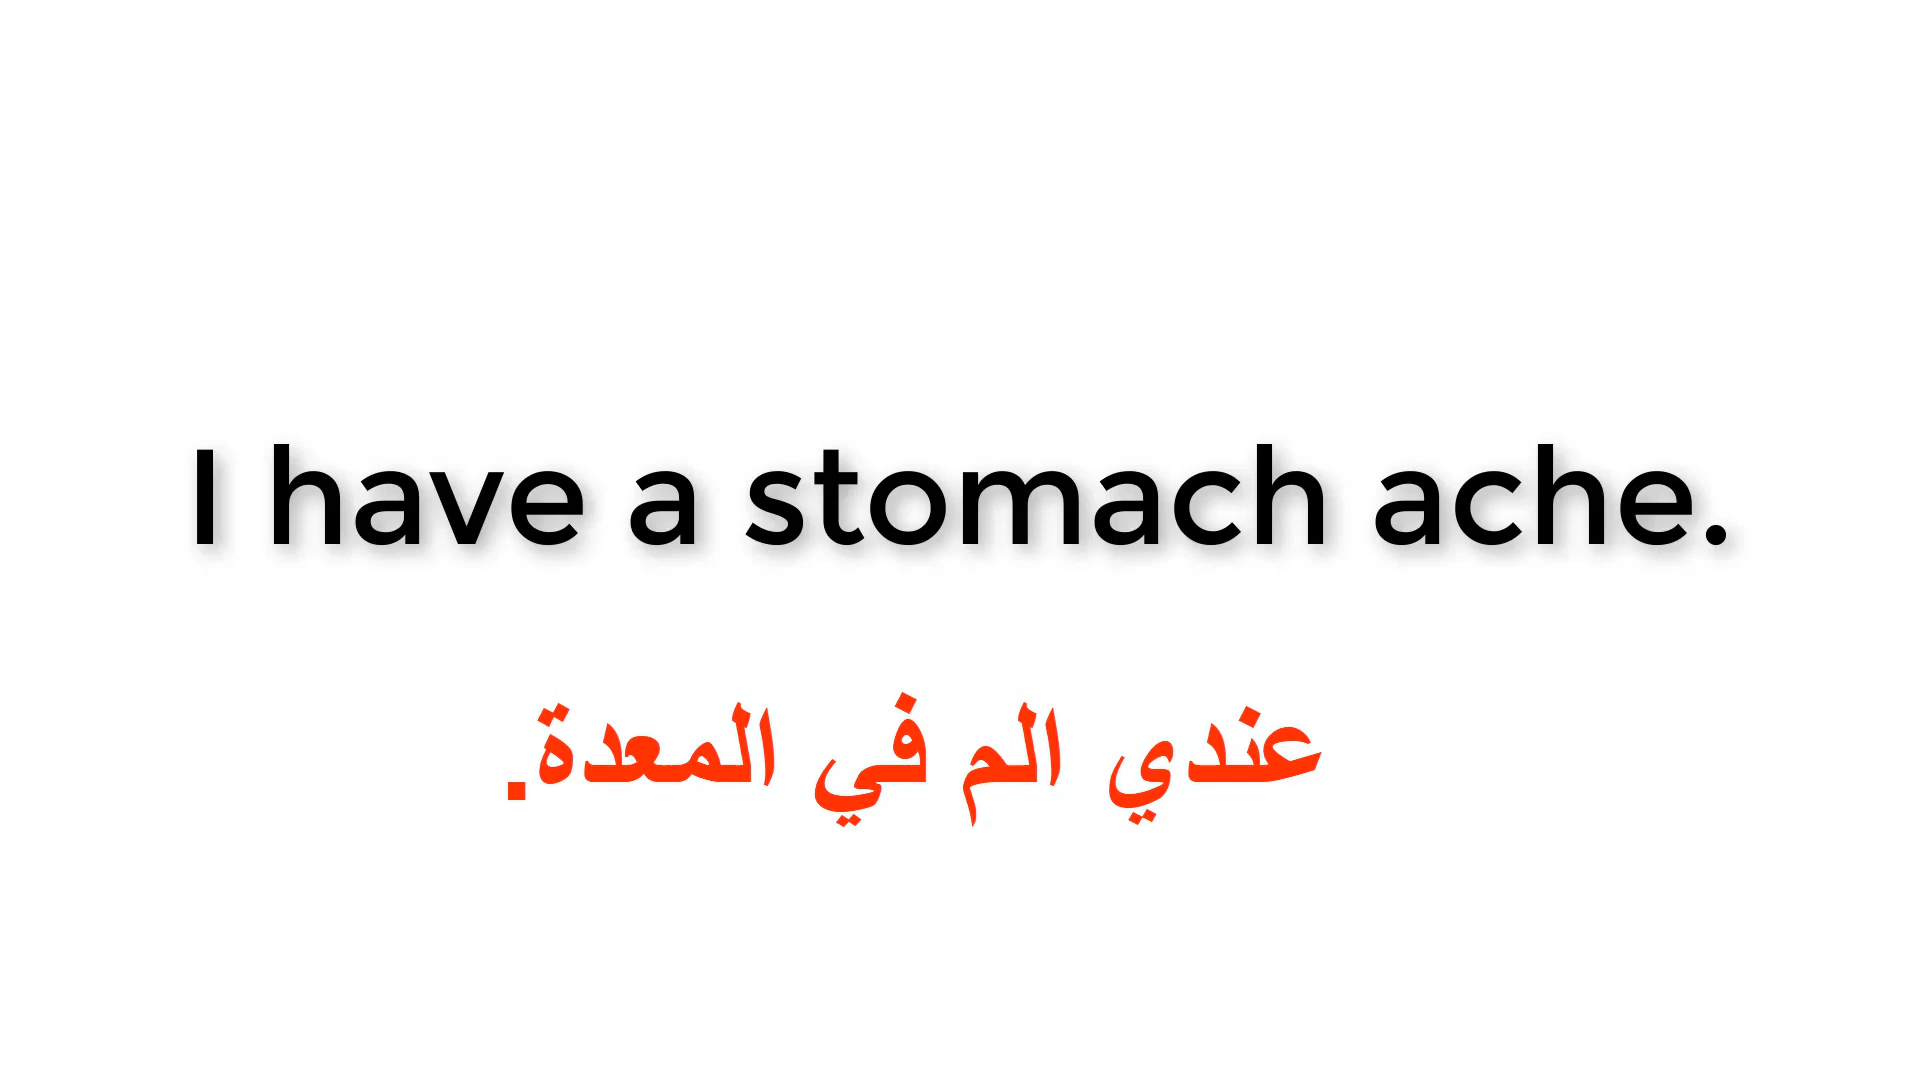 I have a stomach ache.
عندي الم في المعدة.